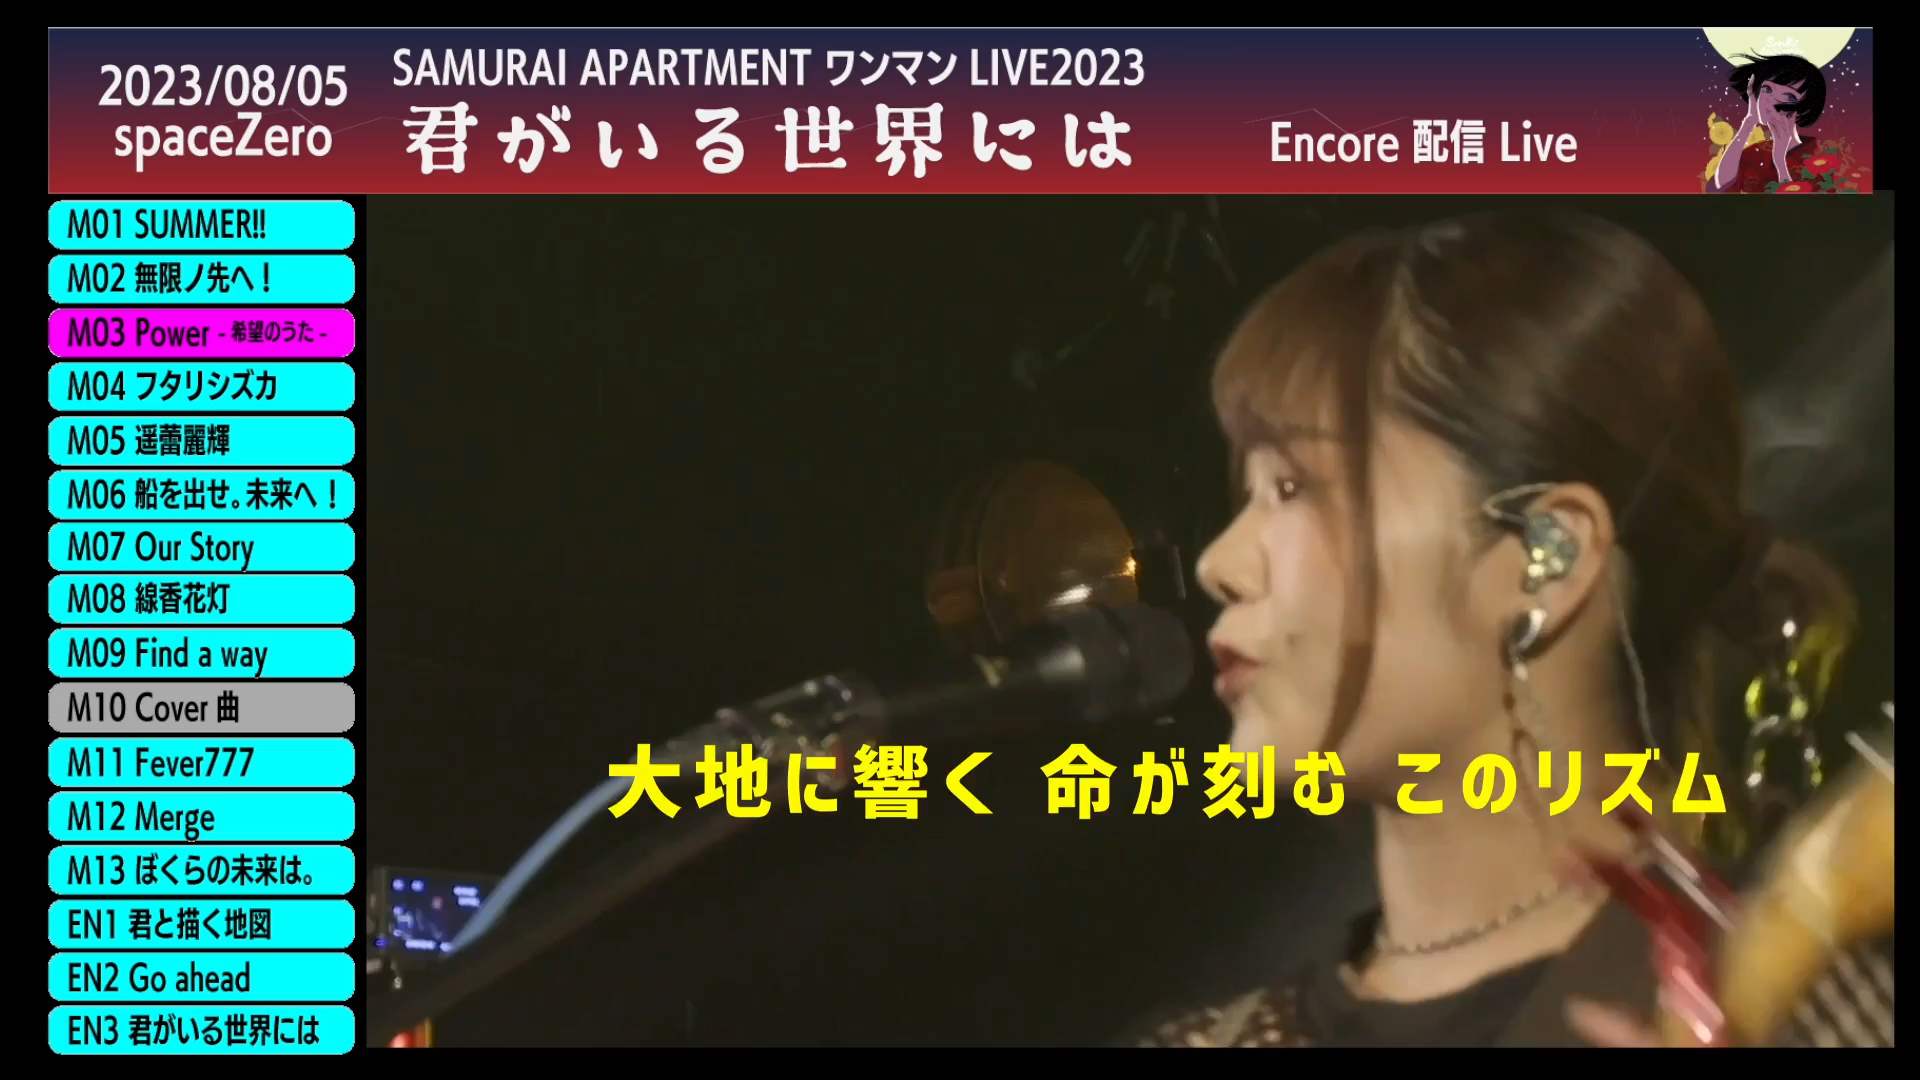 2023/08/05
spaceZero
SAMURAI APARTMENT ワンマン LIVE2023
君がいる世界には
Encore 配信 Live
M01 SUMMER!!
M02 無限ノ先へ！
M03 Power - 希望のうた -
M04 フタリシズカ
M05 遥蕾麗輝
M06 船を出せ。未来へ！
M07 Our Story
M08 線香花灯
M09 Find a way
M10 Cover 曲
M11 Fever777
M12 Merge
M13 ぼくらの未来は。
EN1 君と描く地図
EN2 Go ahead
EN3 君がいる世界には
大地に響く 命が刻む このリズム